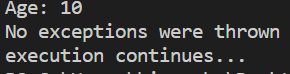 Age: 10
No exceptions were thrown
execution continues...